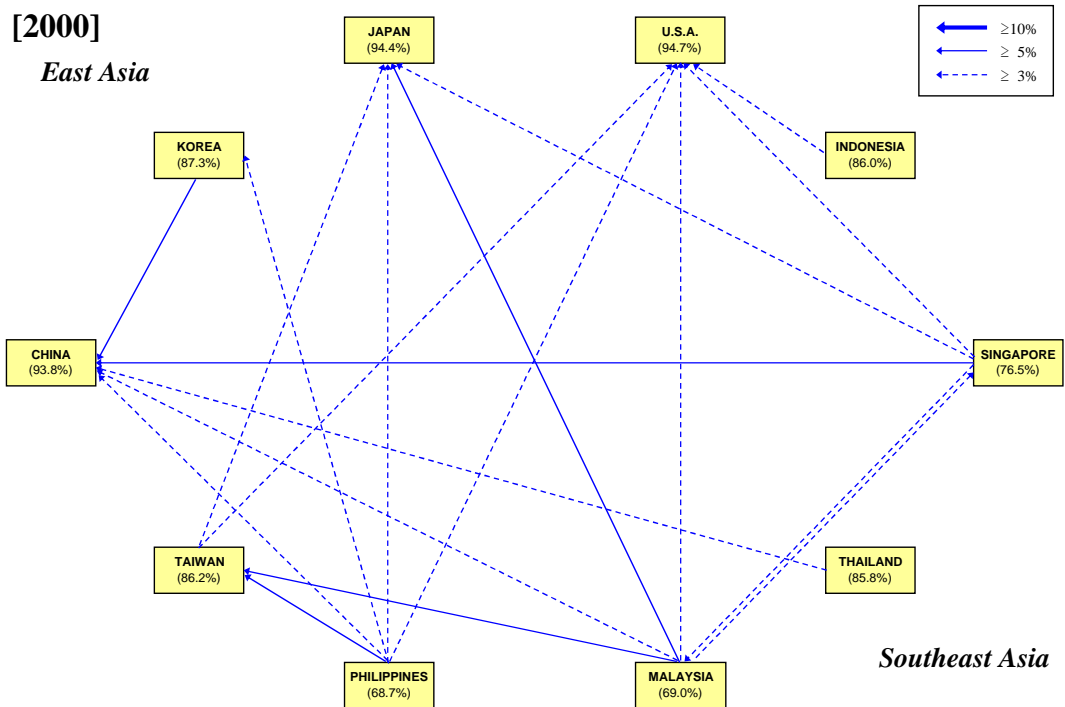 [2000]
East Asia
JAPAN
(94.4%)
U.S.A.
(94.7%)
≥10%
≥ 5%
≥ 3%
KOREA
(87.3%)
INDONESIA
(86.0%)
CHINA
(93.8%)
SINGAPORE
(76.5%)
TAIWAN
(86.2%)
THAILAND
(85.8%)
PHILIPPINES
(68.7%)
MALAYSIA
(69.0%)
Southeast Asia